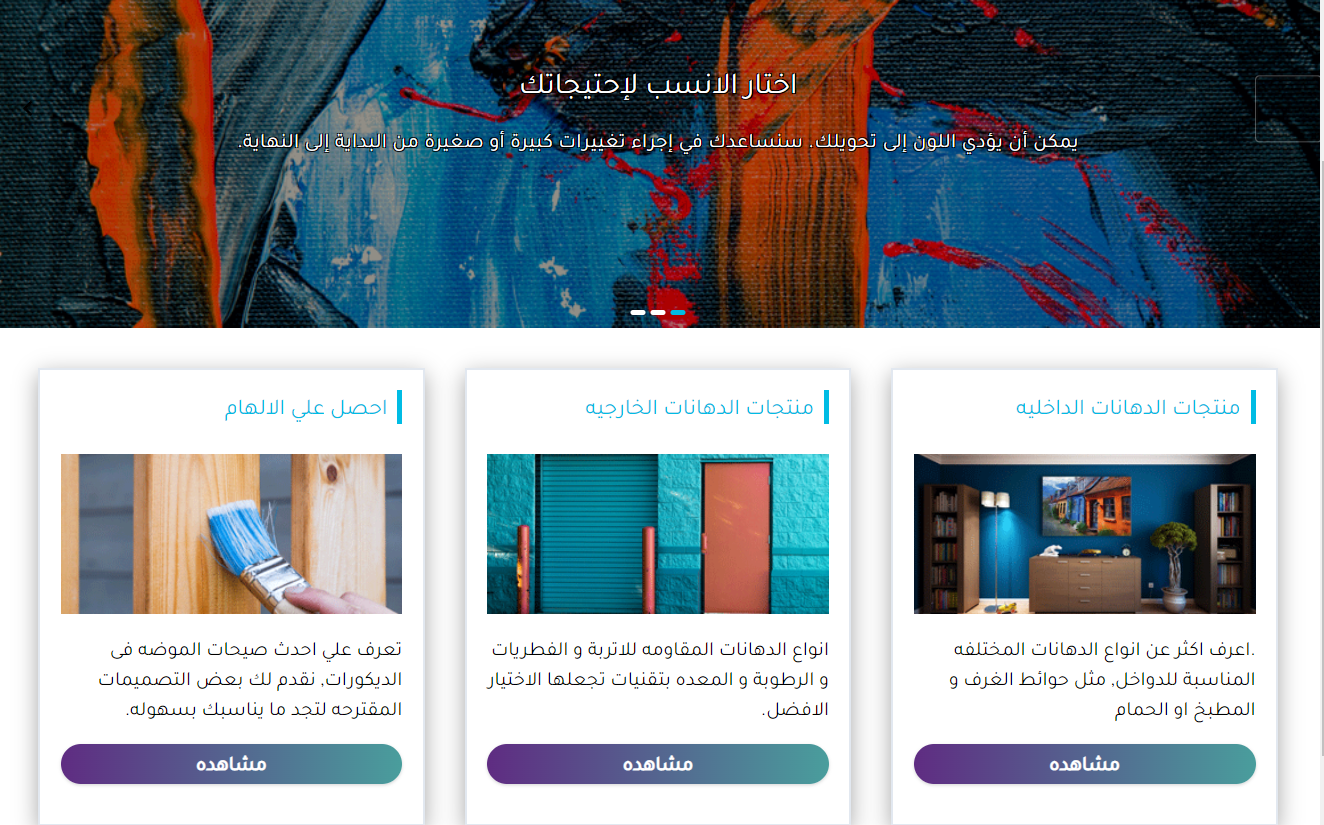 اختار الانسب لإحتيجاتك
يمكن أن يؤدي اللون إلى تحويلك. سنساعدك في إجراء تغييرات كبيرة أو صغيرة من البداية إلى النهاية.
منتجات الدهانات الداخليه
.اعرف اكثر عن انواع الدهانات المختلفه
المناسبة للدواخل, مثل حوائط الغرف و
المطبخ او الحمام
مشاهده
منتجات الدهانات الخارجيه
انواع الدهانات المقاومه للاتربة و الفطريات
و الرطوبة و المعده بتقنيات تجعلها الاختيار
الافضل.
مشاهده
احصل علي الالهام
تعرف علي احدث صيحات الموضه فى
الديكورات, نقدم لك بعض التصميمات
المقترحه لتجد ما يناسبك بسهوله.
مشاهده